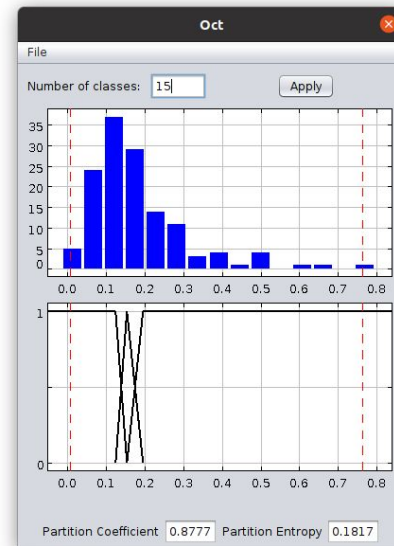 Oct
File
Number of classes: 15 Apply
35
30
25
20
15
10
5
0
0.0 0.1 0.2 0.3 0.4 0.5 0.6 0.7 0.8
1
0
0.0 0.1 0.2 0.3 0.4 0.5 0.6 0.7 0.8
Partition Coefficient 0.8777 Partition Entropy 0.1817